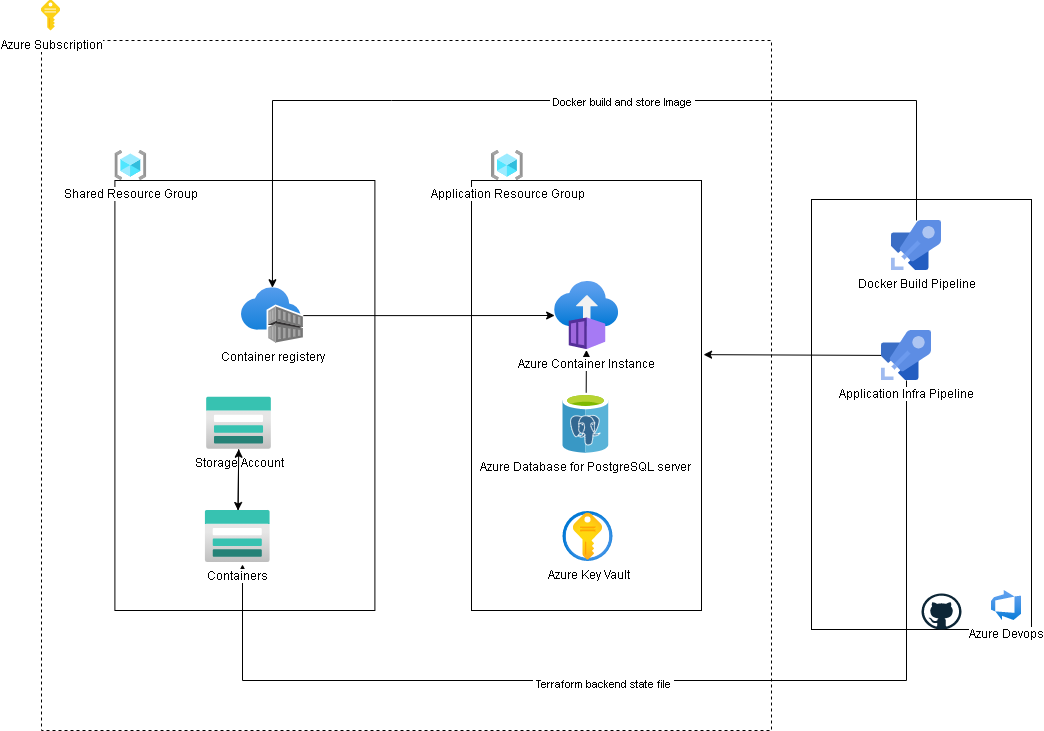 Azure Subscription
Docker build and store Image
Shared Resource Group
Application Resource Group
Docker Build Pipeline
Container registery
Azure Container Instance
Application Infra Pipeline
Storage Account
Azure Database for PostgreSQL server
Containers
Azure Key Vault
Azure Devops
Terraform backend state file